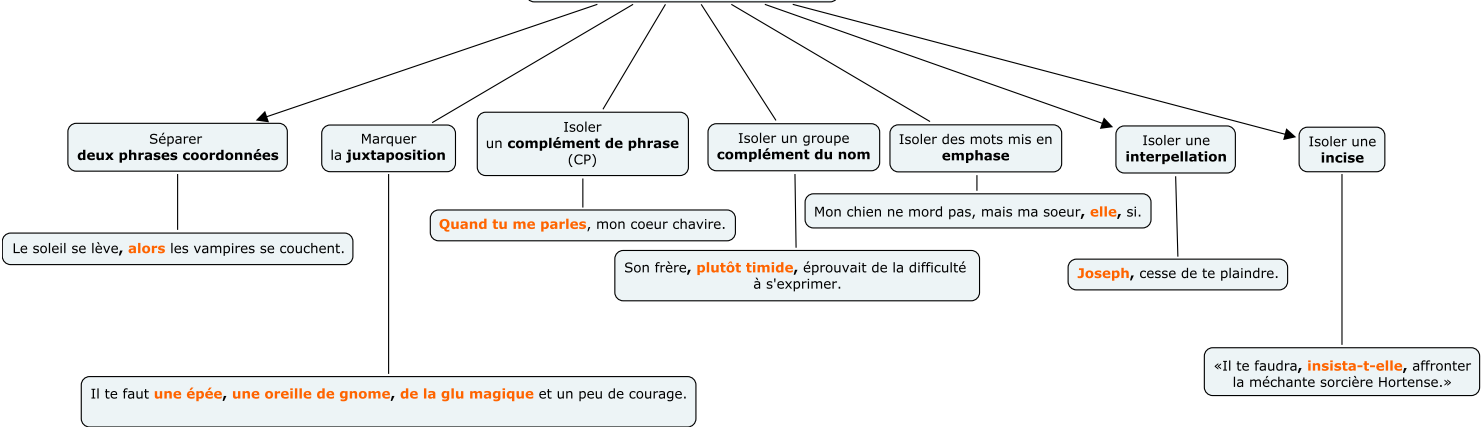 Séparer
deux phrases coordonnées
Marquer
la juxtaposition
Isoler
un complément de phrase
(CP)
Isoler un groupe
complément du nom
Isoler des mots mis en
emphase
Isoler une
interpellation
Isoler une
incise
Le soleil se lève, alors les vampires se couchent.
Quand tu me parles, mon coeur chavire.
Mon chien ne mord pas, mais ma soeur, elle, si.
Son frère, plutôt timide, éprouvait de la difficulté
à s'exprimer.
Joseph, cesse de te plaindre.
Il te faut une épée, une oreille de gnome, de la glu magique et un peu de courage.
«Il te faudra, insista-t-elle, affronter
la méchante sorcière Hortense.»